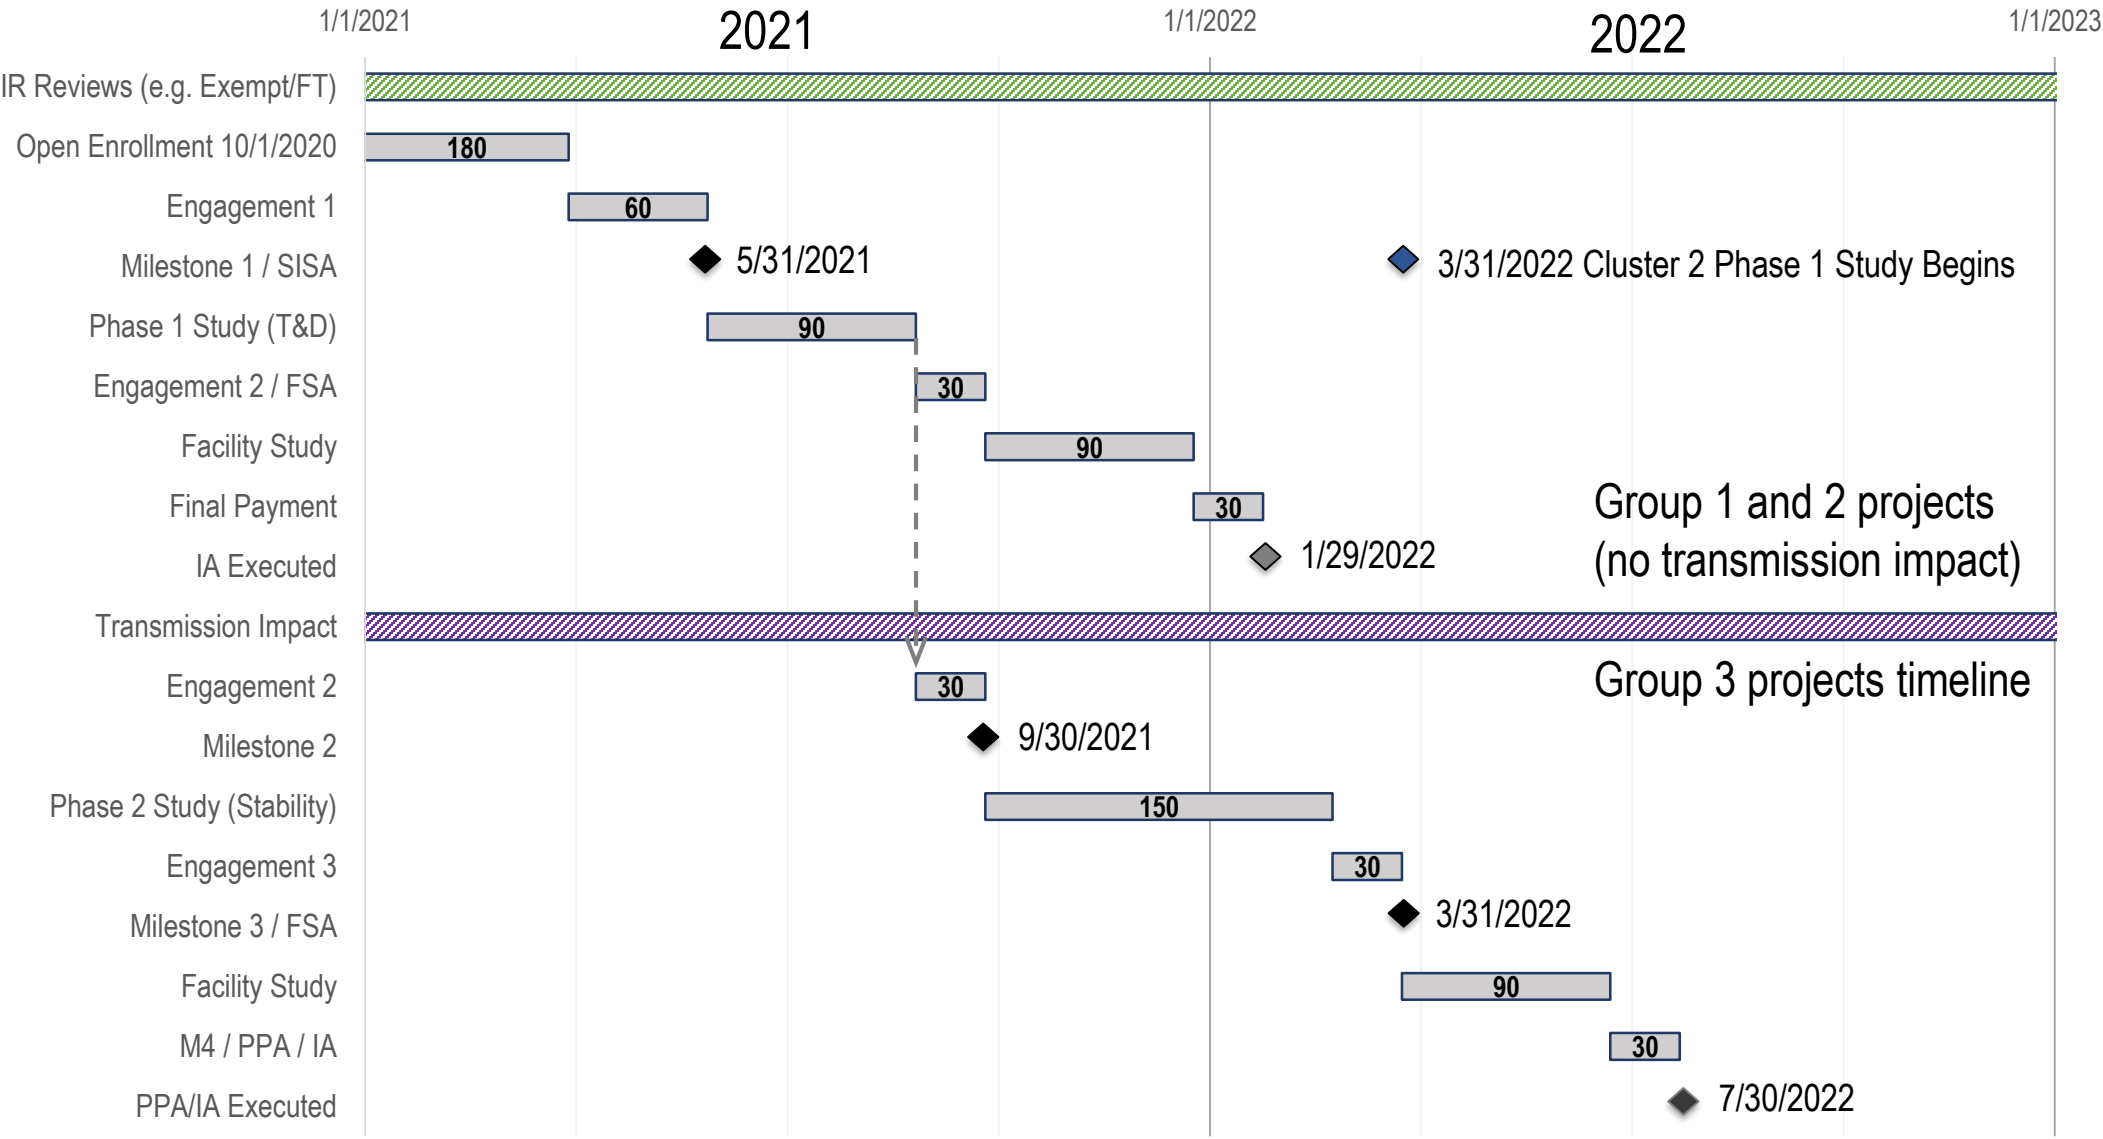 1/1/2021
2021
1/1/2022
2022
1/1/2023
IR Reviews (e.g. Exempt/FT)
Open Enrollment 10/1/2020
180
Engagement 1
60
Milestone 1 / SISA
5/31/2021
3/31/2022 Cluster 2 Phase 1 Study Begins
Phase 1 Study (T&D)
90
Engagement 2 / FSA
30
Facility Study
90
Final Payment
30
Group 1 and 2 projects
(no transmission impact)
IA Executed
1/29/2022
Transmission Impact
Engagement 2
30
Group 3 projects timeline
Milestone 2
9/30/2021
Phase 2 Study (Stability)
150
Engagement 3
30
Milestone 3 / FSA
3/31/2022
Facility Study
90
M4 / PPA / IA
30
PPA/IA Executed
7/30/2022